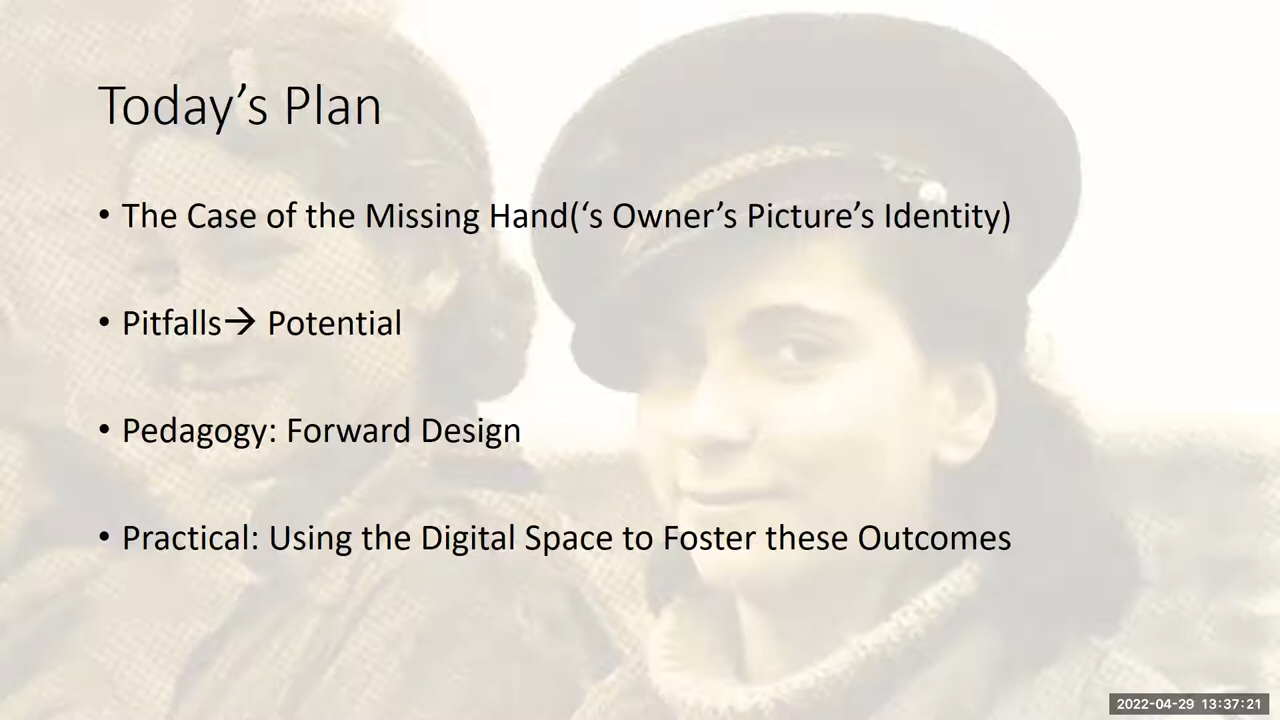 Today’s Plan
• The Case of the Missing Hand(‘s Owner’s Picture’s Identity)
• Pitfalls→ Potential
• Pedagogy: Forward Design
• Practical: Using the Digital Space to Foster these Outcomes
2022-04-29 13:37:21